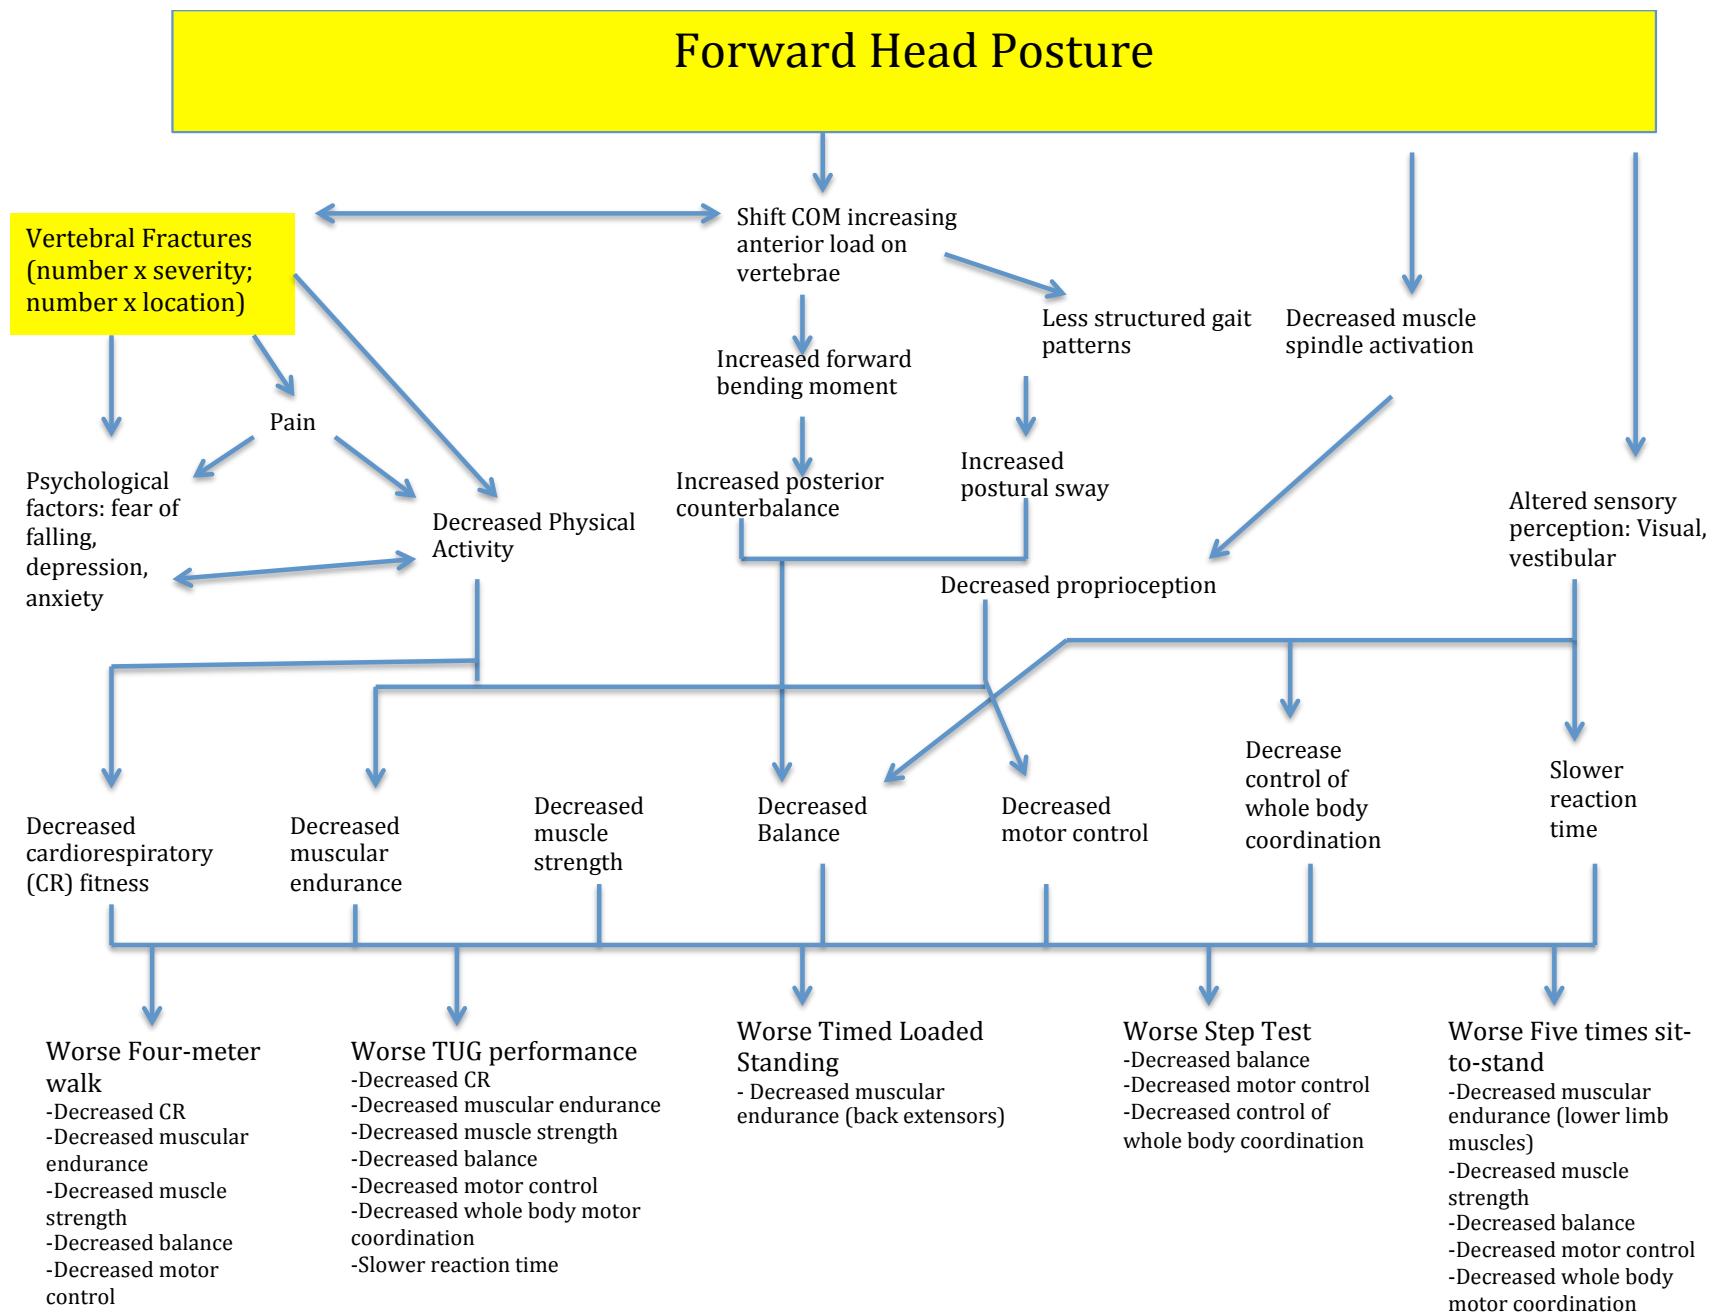 Forward Head Posture
Vertebral Fractures
(number x severity;
number x location)
Shift COM increasing
anterior load on
vertebrae
Less structured gait
patterns
Decreased muscle
spindle activation
Increased forward
bending moment
Pain
Psychological
factors: fear of
falling,
depression,
anxiety
Decreased Physical
Activity
Increased posterior
counterbalance
Increased
postural sway
Altered sensory
perception: Visual,
vestibular
Decreased proprioception
Decreased
cardiorespiratory
(CR) fitness
Decreased
muscular
endurance
Decreased
muscle
strength
Decreased
Balance
Decreased
motor control
Decrease
control of
whole body
coordination
Slower
reaction
time
Worse Four-meter
walk
-Decreased CR
-Decreased muscular
endurance
-Decreased muscle
strength
-Decreased balance
-Decreased motor
control
Worse TUG performance
-Decreased CR
-Decreased muscular endurance
-Decreased muscle strength
-Decreased balance
-Decreased motor control
-Decreased whole body motor
coordination
-Slower reaction time
Worse Timed Loaded
Standing
- Decreased muscular
endurance (back extensors)
Worse Step Test
-Decreased balance
-Decreased motor control
-Decreased control of
whole body coordination
Worse Five times sit-
to-stand
-Decreased muscular
endurance (lower limb
muscles)
-Decreased muscle
strength
-Decreased balance
-Decreased motor control
-Decreased whole body
motor coordination